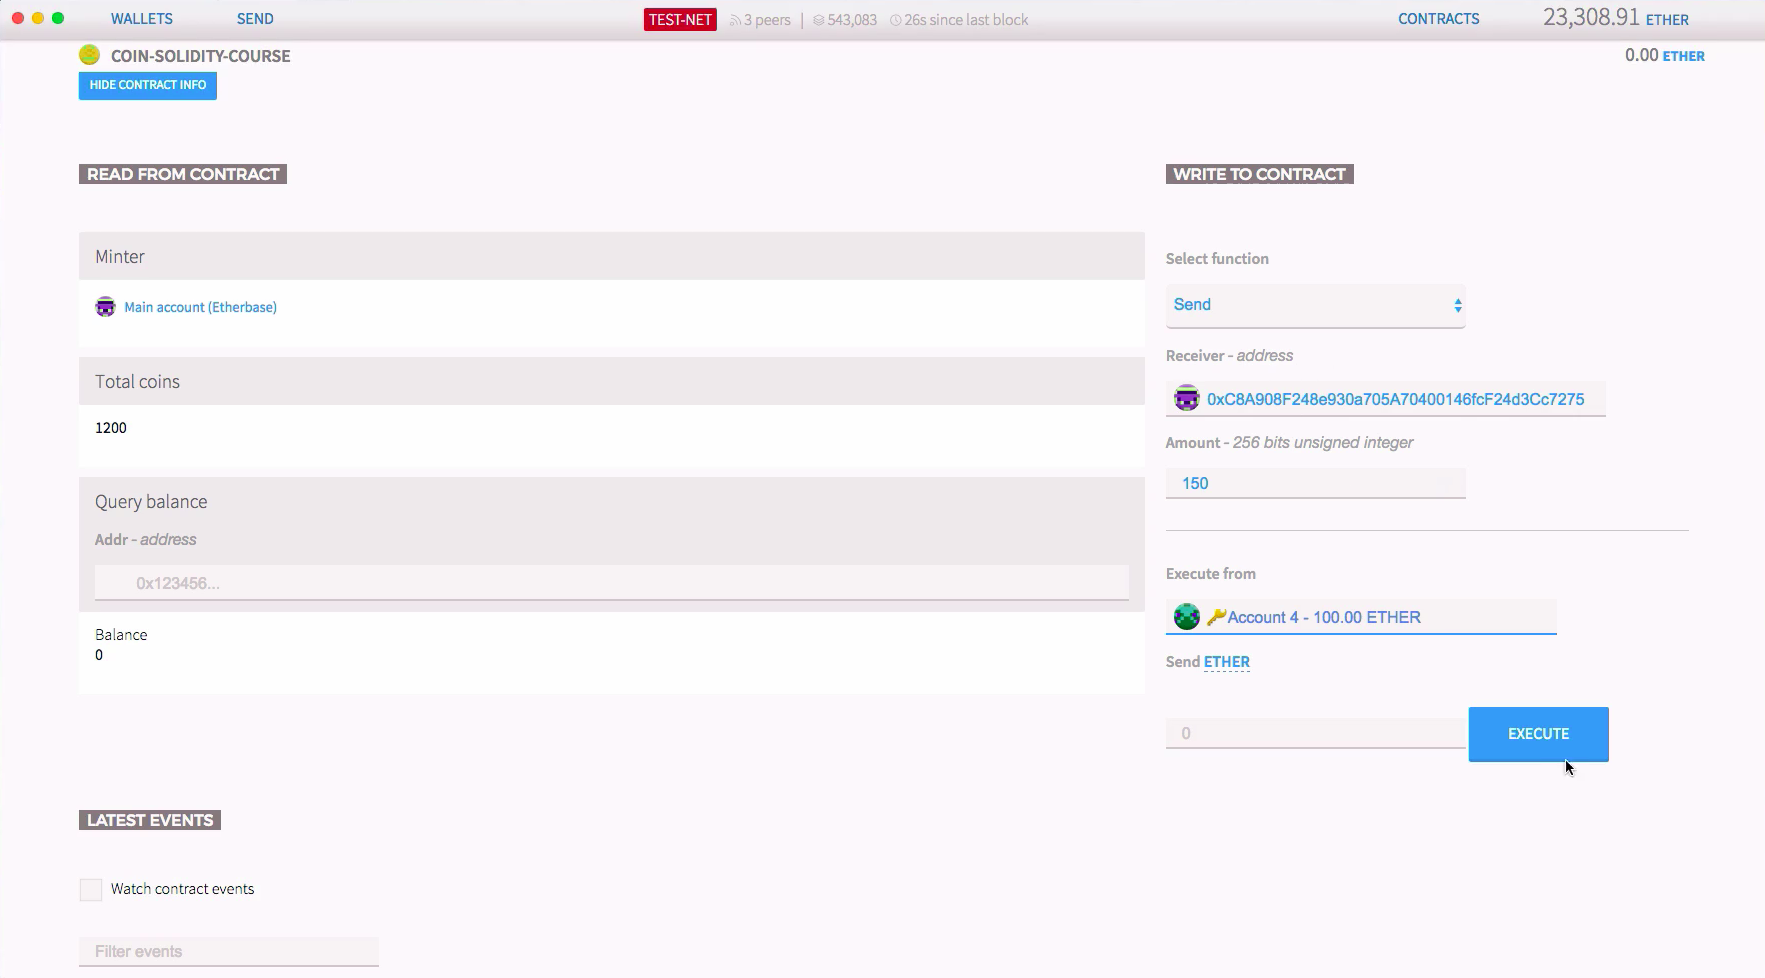 WALLETS SEND TEST-NET 3 peers | 543,083 26s since last block CONTRACTS 23,308.91 ETHER
COIN-SOLIDITY-COURSE 0.00 ETHER
HIDE CONTRACT INFO
READ FROM CONTRACT
Minter
Main account (Etherbase)
Total coins
1200
Query balance
Addr - address
0x123456...
Balance
0
WRITE TO CONTRACT
Select function
Send
Receiver - address
0xC8A908F248e930a705A70400146fcF24d3Cc7275
Amount - 256 bits unsigned integer
150
Execute from
Account 4 - 100.00 ETHER
Send ETHER
0
EXECUTE
LATEST EVENTS
Watch contract events
Filter events